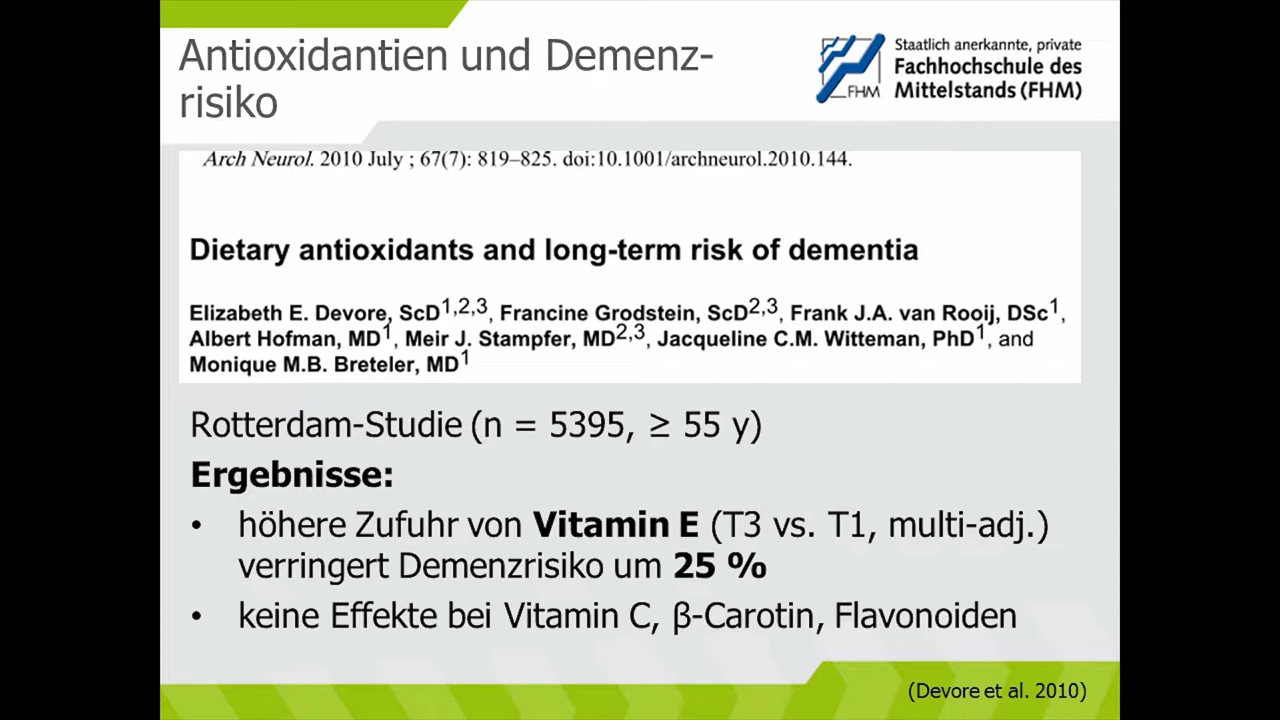 Antioxidantien und Demenz-
risiko
FHM
Staatlich anerkannte, private
Fachhochschule des
Mittelstands (FHM)
Arch Neurol. 2010 July ; 67(7): 819–825. doi:10.1001/archneurol.2010.144.
Dietary antioxidants and long-term risk of dementia
Elizabeth E. Devore, ScD1,2,3, Francine Grodstein, ScD2,3, Frank J.A. van Rooij, DSc1,
Albert Hofman, MD1, Meir J. Stampfer, MD2,3, Jacqueline C.M. Witteman, PhD1, and
Monique M.B. Breteler, MD1
Rotterdam-Studie (n = 5395, ≥ 55 y)
Ergebnisse:
• höhere Zufuhr von Vitamin E (T3 vs. T1, multi-adj.)
verringert Demenzrisiko um 25 %
• keine Effekte bei Vitamin C, β-Carotin, Flavonoiden
(Devore et al. 2010)